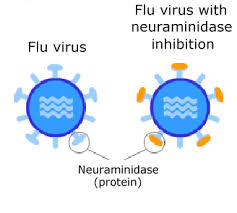 Flu virus
Flu virus with
neuraminidase
inhibition
Neuraminidase
(protein)